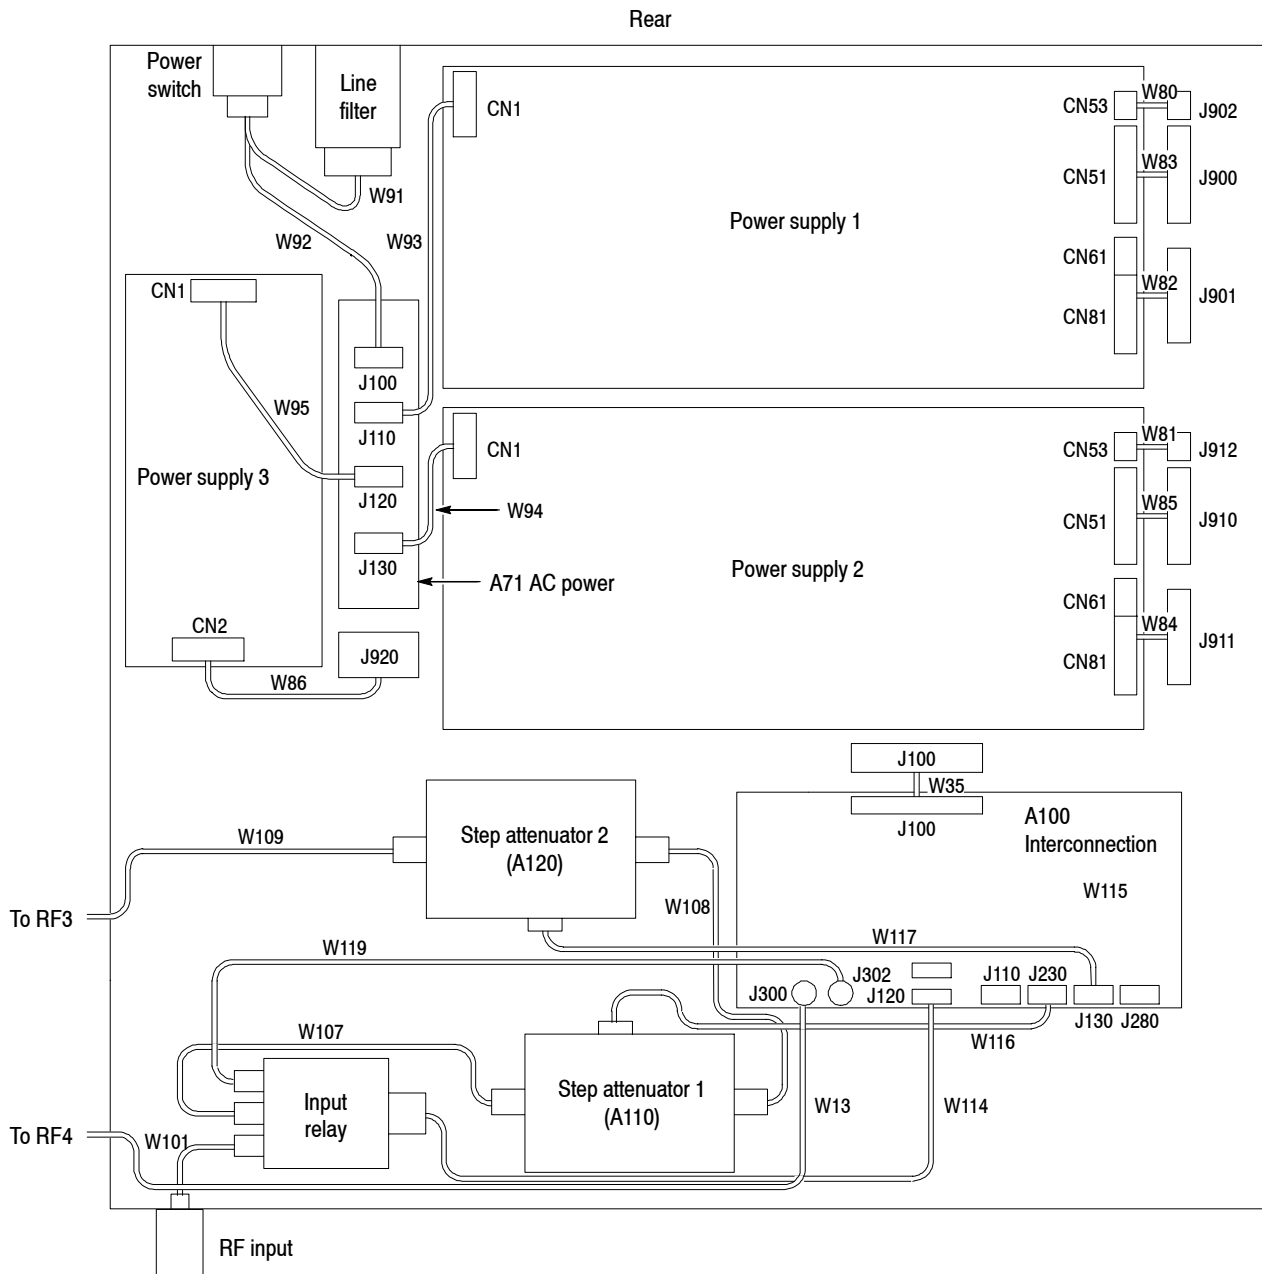 Rear
Power
switch
Line
filter
CN1
CN53
W80
J902
W91
CN51
W83
J900
W92
W93
Power supply 1
CN61
W82
J901
CN81
CN1
J100
W95
J110
CN1
CN53
W81
J912
Power supply 3
J120
W94
CN51
W85
J910
J130
A71 AC power
Power supply 2
CN61
W84
J911
CN81
CN2
J920
W86
J100
W35
J100
A100
Interconnection
W109
Step attenuator 2
(A120)
W115
To RF3
W108
W119
W117
J302
J110
J230
J300
J120
J130
J280
W107
W116
Input
relay
Step attenuator 1
(A110)
W13
W114
To RF4
W101
RF input